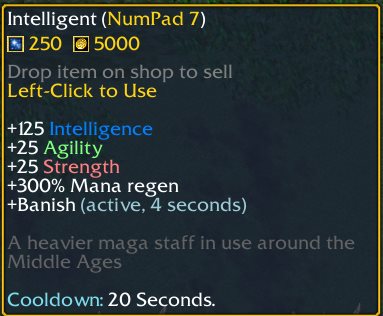 Intelligent (NumPad 7)
250 5000
Drop item on shop to sell
Left-Click to Use
+125 Intelligence
+25 Agility
+25 Strength
+300% Mana regen
+Banish (active, 4 seconds)
A heavier maga staff in use around the
Middle Ages
Cooldown: 20 Seconds.